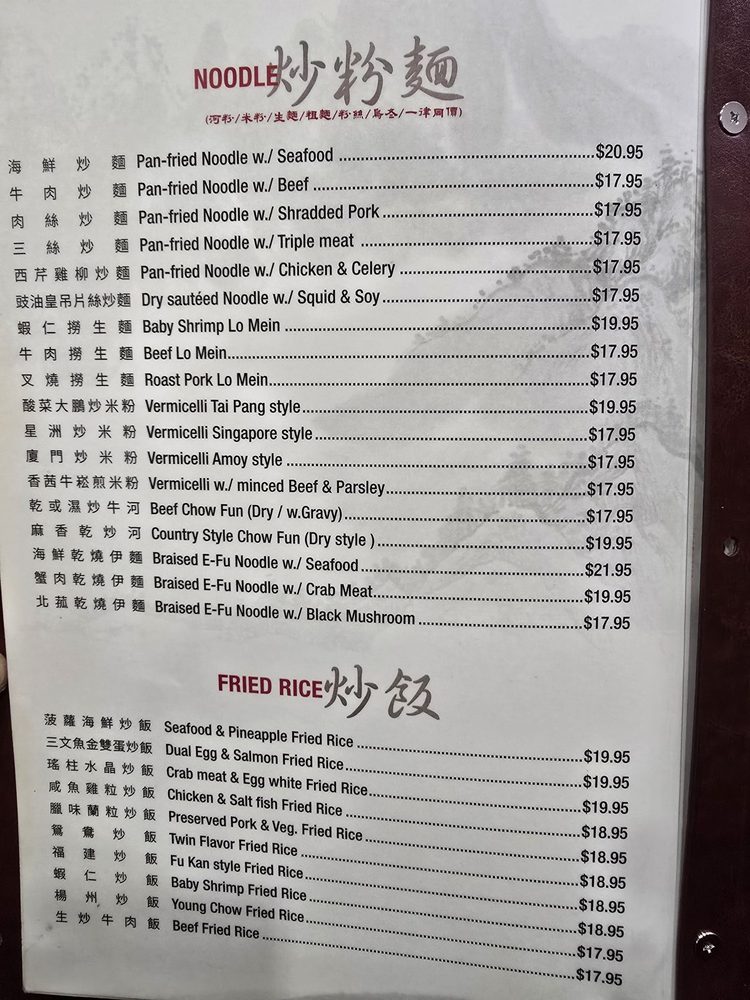 NOODLE炒粉麵
(河粉/米粉/生麵/粗麵/粉絲/烏冬/一律同價)
海鮮炒麵 Pan-fried Noodle w./ Seafood $20.95
牛肉炒麵 Pan-fried Noodle w./ Beef $17.95
肉絲炒麵 Pan-fried Noodle w./ Shradded Pork $17.95
三絲炒麵 Pan-fried Noodle w./ Triple meat $17.95
西芹雞柳炒麵 Pan-fried Noodle w./ Chicken & Celery $17.95
豉油皇吊片絲炒麵 Dry sautéed Noodle w./ Squid & Soy $17.95
蝦仁撈生麵 Baby Shrimp Lo Mein $19.95
牛肉撈生麵 Beef Lo Mein $17.95
叉燒撈生麵 Roast Pork Lo Mein $17.95
酸菜大鵬炒米粉 Vermicelli Tai Pang style $19.95
星洲炒米粉 Vermicelli Singapore style $17.95
廈門炒米粉 Vermicelli Amoy style $17.95
香茜牛崧煎米粉 Vermicelli w./ minced Beef & Parsley $17.95
乾或濕炒牛河 Beef Chow Fun (Dry / w.Gravy) $17.95
麻香乾炒河 Country Style Chow Fun (Dry style ) $19.95
海鮮乾燒伊麵 Braised E-Fu Noodle w./ Seafood $21.95
蟹肉乾燒伊麵 Braised E-Fu Noodle w./ Crab Meat $19.95
北菰乾燒伊麵 Braised E-Fu Noodle w./ Black Mushroom $17.95
FRIED RICE炒飯
菠蘿海鮮炒飯 Seafood & Pineapple Fried Rice $19.95
三文魚金雙蛋炒飯 Dual Egg & Salmon Fried Rice $19.95
瑤柱水晶炒飯 Crab meat & Egg white Fried Rice $19.95
咸魚雞粒炒飯 Chicken & Salt fish Fried Rice $18.95
臘味蘭粒炒飯 Preserved Pork & Veg. Fried Rice $18.95
鴛鴦炒飯 Twin Flavor Fried Rice $18.95
福建炒飯 Fu Kan style Fried Rice $18.95
蝦仁炒飯 Baby Shrimp Fried Rice $18.95
楊州炒飯 Young Chow Fried Rice $17.95
生炒牛肉飯 Beef Fried Rice $17.95